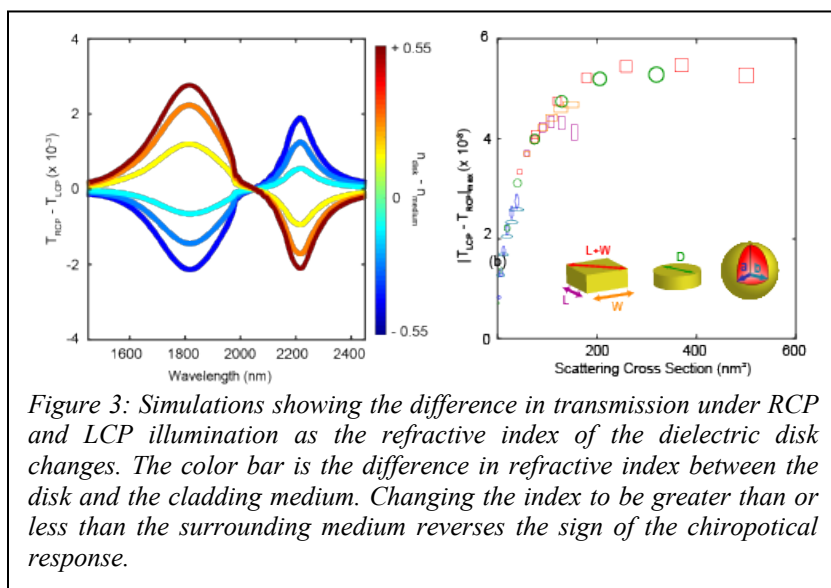 4
2
0
-2
-4
T_RCP - T_LCP (x 10^-3)
1600 1800 2000 2200 2400
Wavelength (nm)
+ 0.55
0
- 0.55
n_disk - n_medium
6
4
2
0
|T_LCP - T_RCP|_max (x 10^-8)
b
L+W
L
W
D
D
0 200 400 600
Scattering Cross Section (nm²)
Figure 3: Simulations showing the difference in transmission under RCP
and LCP illumination as the refractive index of the dielectric disk
changes. The color bar is the difference in refractive index between the
disk and the cladding medium. Changing the index to be greater than or
less than the surrounding medium reverses the sign of the chiropotical
response.